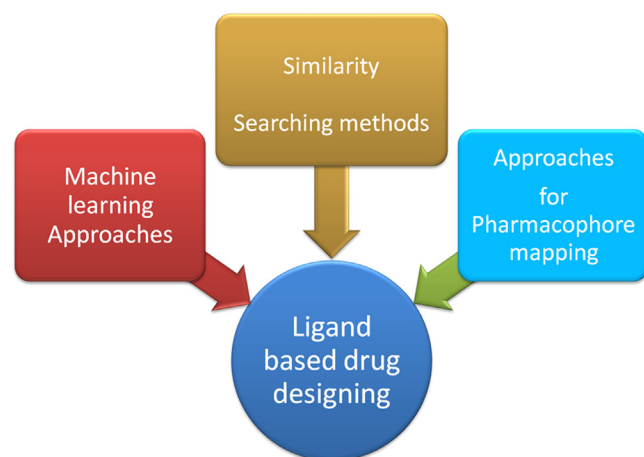 Machine
learning
Approaches
Similarity
Searching methods
Approaches
for
Pharmacophore
mapping
Ligand
based drug
designing